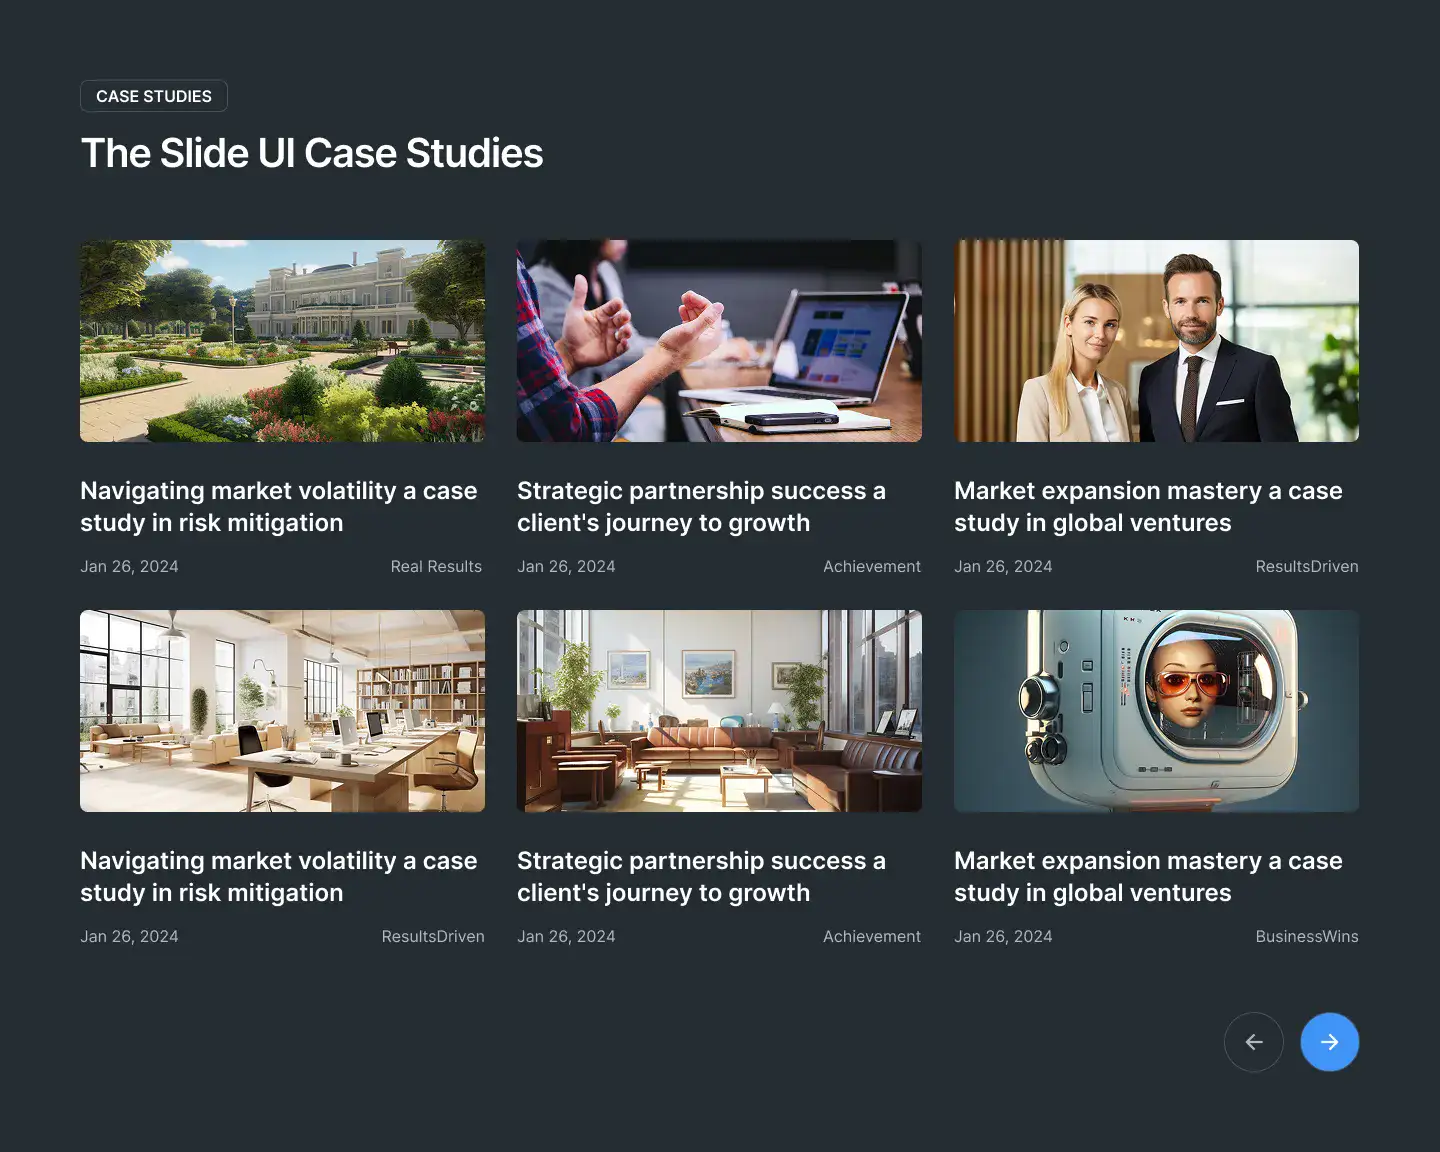 CASE STUDIES
The Slide UI Case Studies
Navigating market volatility a case
study in risk mitigation
Jan 26, 2024
Real Results
Strategic partnership success a
client's journey to growth
Jan 26, 2024
Achievement
Market expansion mastery a case
study in global ventures
Jan 26, 2024
ResultsDriven
Navigating market volatility a case
study in risk mitigation
Jan 26, 2024
ResultsDriven
Strategic partnership success a
client's journey to growth
Jan 26, 2024
Achievement
Market expansion mastery a case
study in global ventures
Jan 26, 2024
BusinessWins